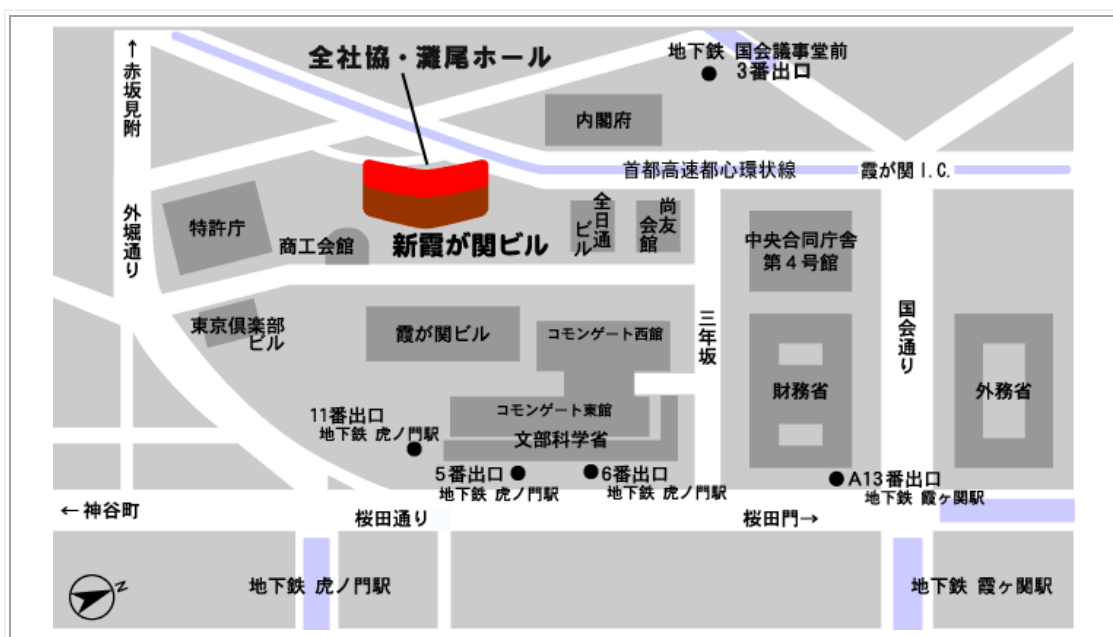 全社協・灘尾ホール
地下鉄 国会議事堂前
3番出口
↑赤坂見附
内閣府
首都高速都心環状線
霞が関 I.C.
外堀通り
特許庁
商工会館
新霞が関ビル
全日通
ビル
尚友
会館
中央合同庁舎
第４号館
東京倶楽部
ビル
霞が関ビル
コモンゲート西館
三年坂
国会通り
財務省
外務省
コモンゲート東館
文部科学省
11番出口
地下鉄 虎ノ門駅
5番出口
地下鉄 虎ノ門駅
6番出口
地下鉄 虎ノ門駅
A13番出口
地下鉄 霞ヶ関駅
←神谷町
桜田通り
桜田門→
地下鉄 虎ノ門駅
地下鉄 霞ヶ関駅
N